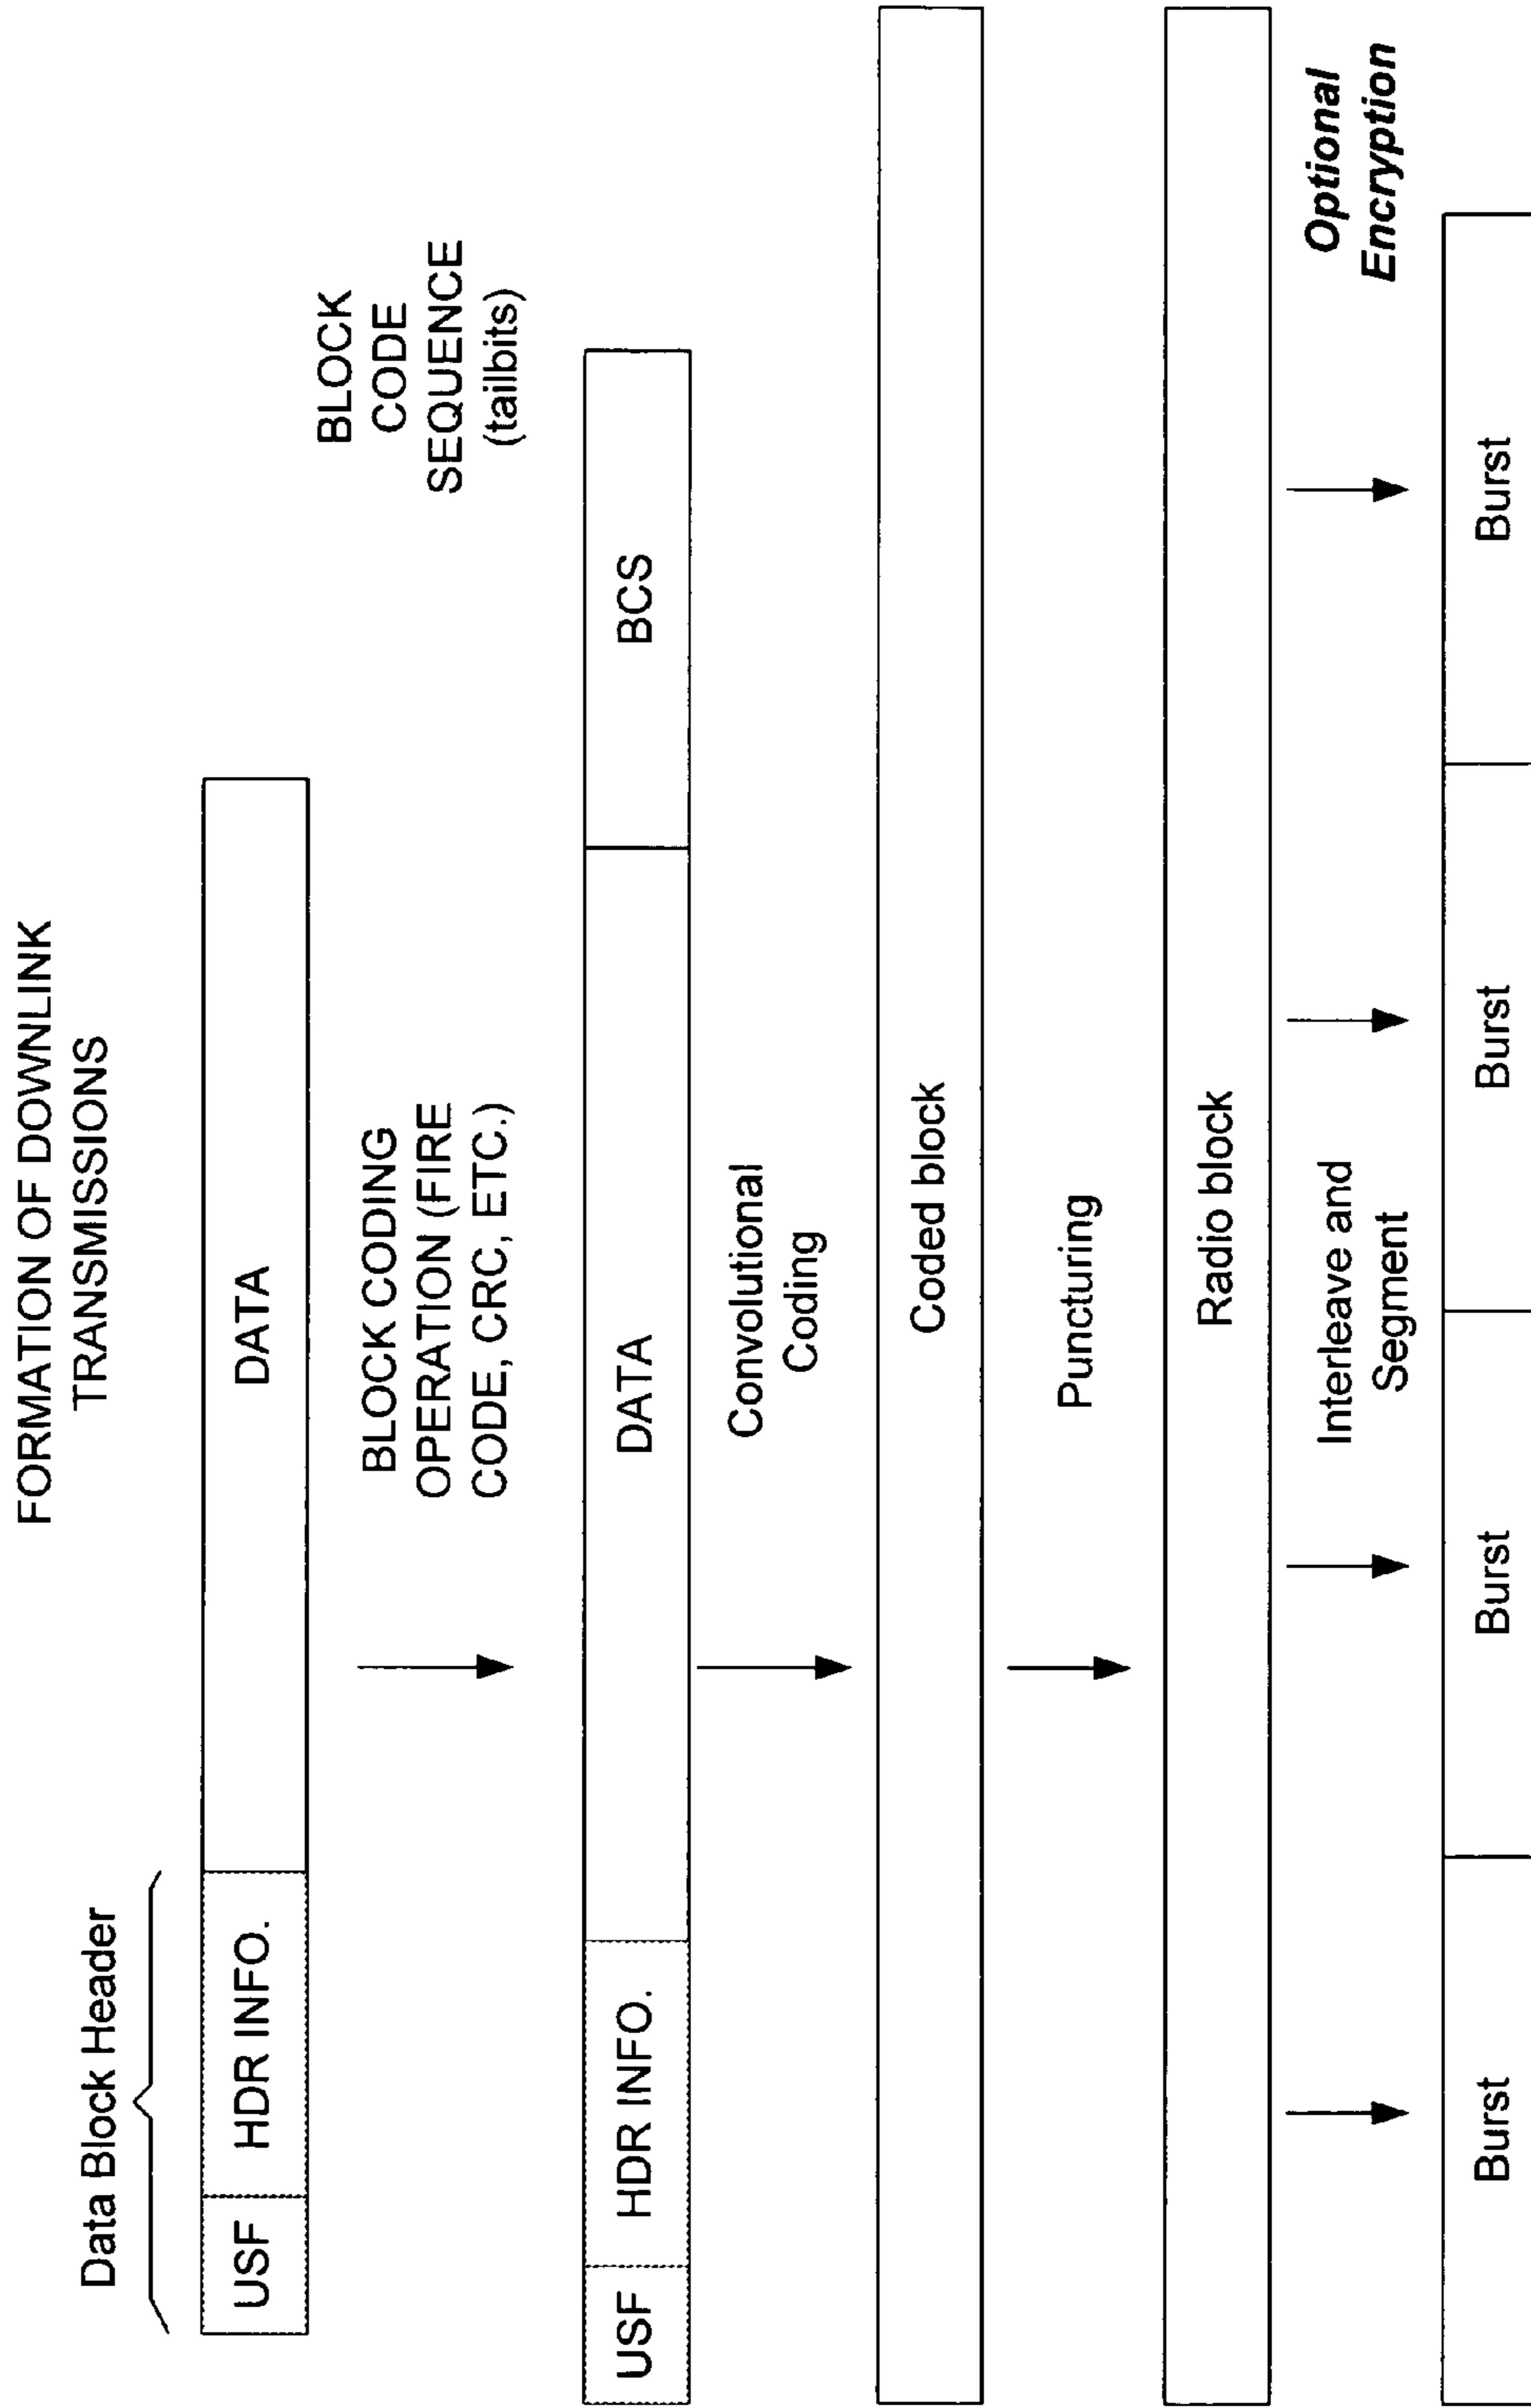 FORMATION OF DOWNLINK
TRANSMISSIONS
Data Block Header
USF
HDR INFO.
DATA
BLOCK CODING
OPERATION (FIRE
CODE, CRC, ETC.)
BLOCK
CODE
SEQUENCE
(tailbits)
USF
HDR INFO.
DATA
BCS
Convolutional
Coding
Coded block
Puncturing
Radio block
Interleave and
Segment
Optional
Encryption
Burst
Burst
Burst
Burst